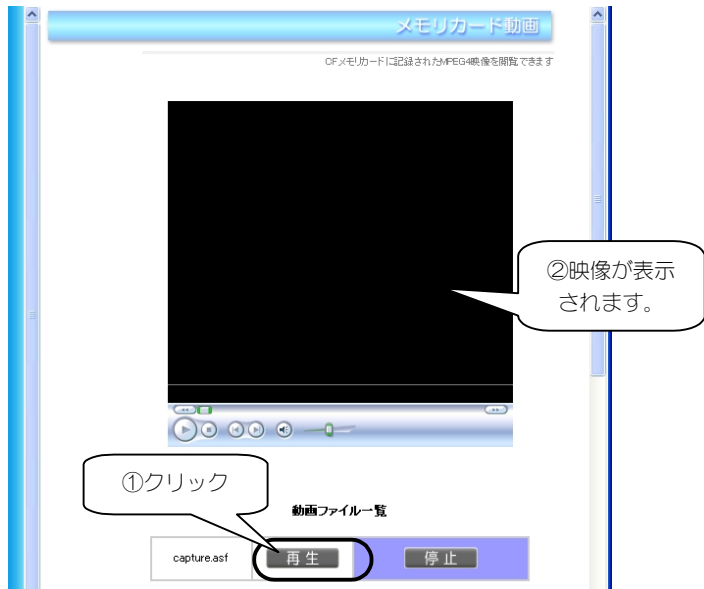 メモリカード動画
CFメモリカードに記録されたMPEG4映像を閲覧できます
②映像が表示
されます。
①クリック
動画ファイル一覧
capture.asf 再生 停止